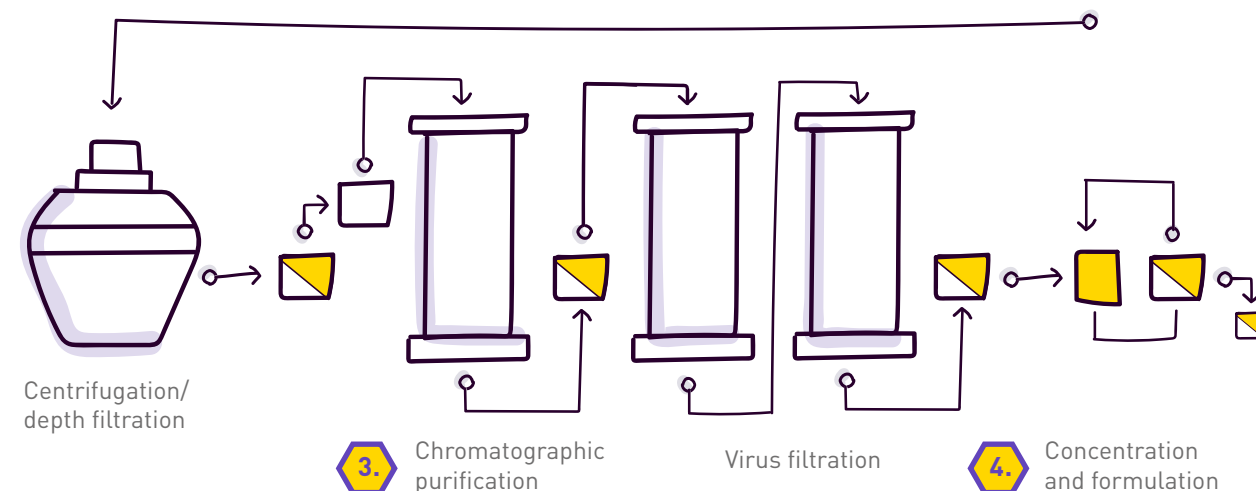 Centrifugation/
depth filtration
3.
Chromatographic
purification
Virus filtration
4.
Concentration
and formulation